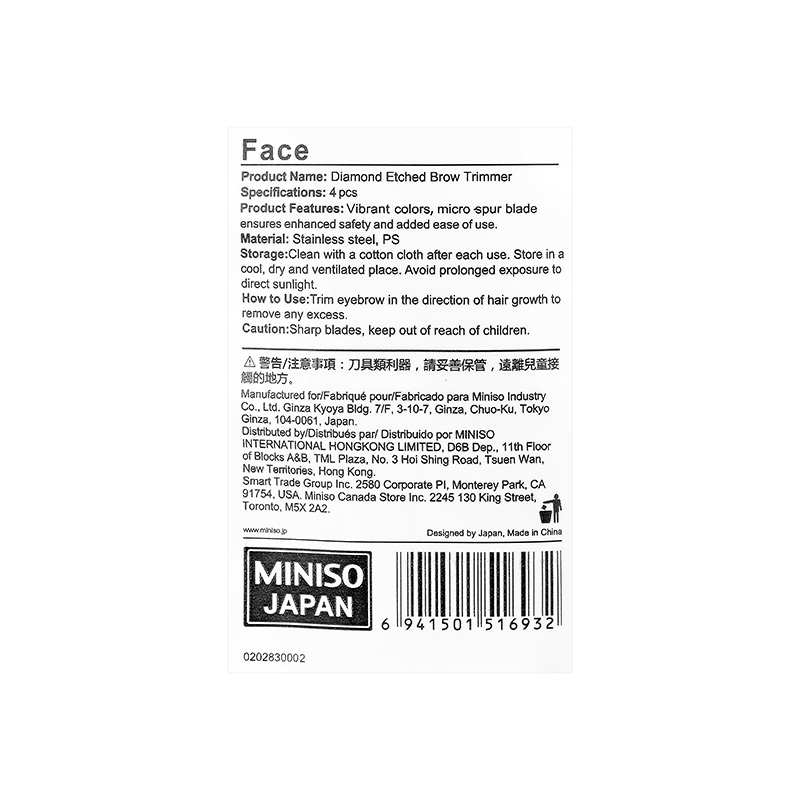 Face
Product Name: Diamond Etched Brow Trimmer
Specifications: 4 pcs
Product Features: Vibrant colors, micro-spur blade
ensures enhanced safety and added ease of use.
Material: Stainless steel, PS
Storage:Clean with a cotton cloth after each use. Store in a
cool, dry and ventilated place. Avoid prolonged exposure to
direct sunlight.
How to Use:Trim eyebrow in the direction of hair growth to
remove any excess.
Caution:Sharp blades, keep out of reach of children.
⚠ 警告/注意事項：刀具類利器，請妥善保管，遠離兒童接
觸的地方。
Manufactured for/Fabriqué pour/Fabricado para Miniso Industry
Co., Ltd. Ginza Kyoya Bldg. 7/F, 3-10-7, Ginza, Chuo-Ku, Tokyo
Ginza, 104-0061, Japan.
Distributed by/Distribués par/ Distribuido por MINISO
INTERNATIONAL HONGKONG LIMITED, D6B Dep., 11th Floor
of Blocks A&B, TML Plaza, No. 3 Hoi Shing Road, Tsuen Wan,
New Territories, Hong Kong.
Smart Trade Group Inc. 2580 Corporate Pl, Monterey Park, CA
91754, USA. Miniso Canada Store Inc. 2245 130 King Street,
Toronto, M5X 2A2.
www.miniso.jp
Designed by Japan, Made in China
MINISO
JAPAN
6 941501 516932
0202830002